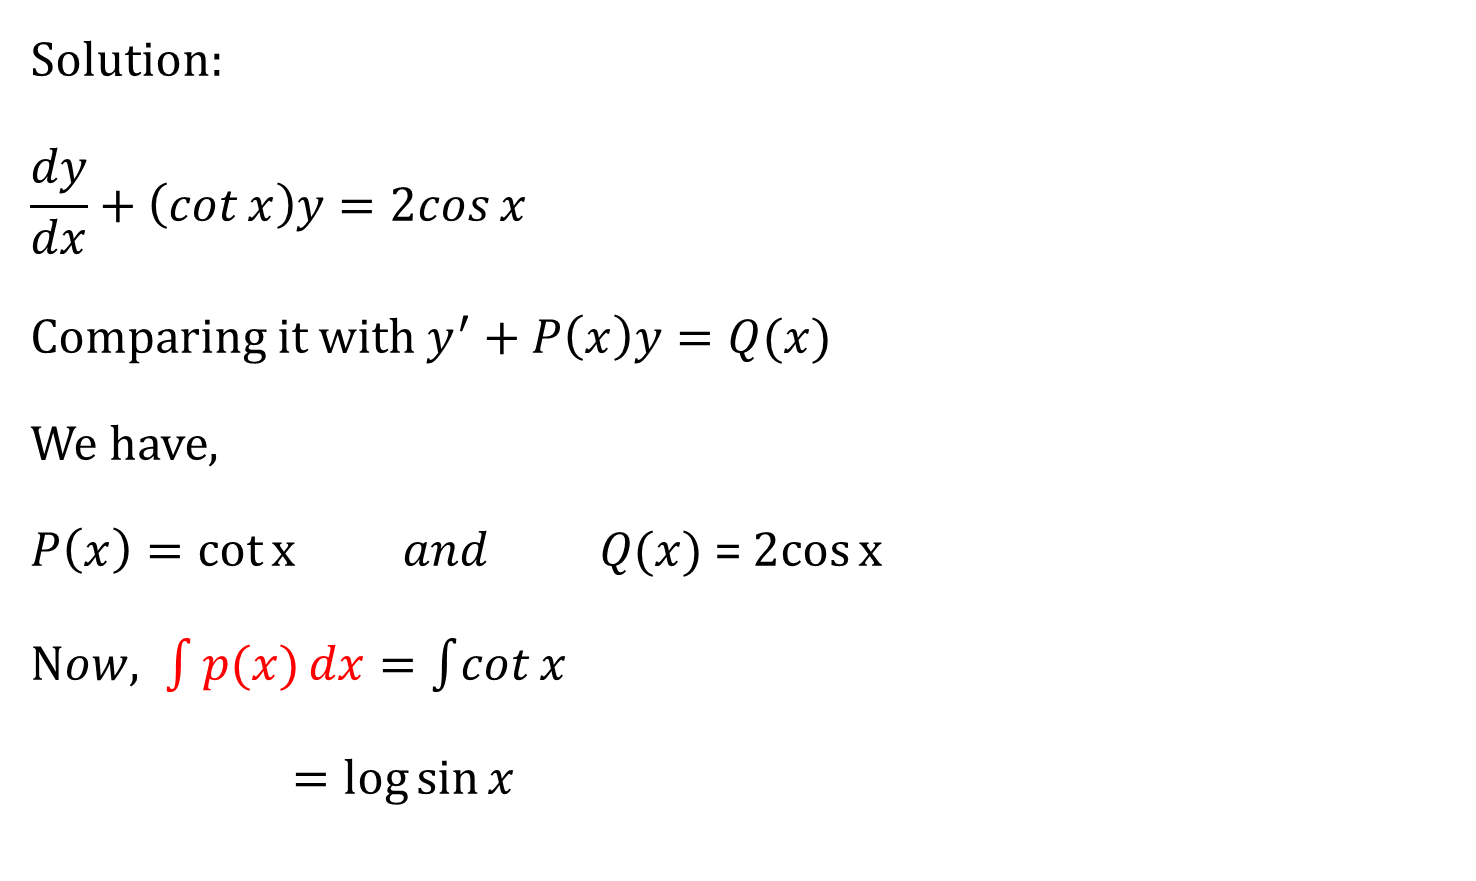 Solution:
dy/dx + (cot x)y = 2cos x
Comparing it with y′ + P(x)y = Q(x)
We have,
P(x) = cot x and Q(x) = 2cos x
Now, ∫ p(x) dx = ∫ cot x
= log sin x